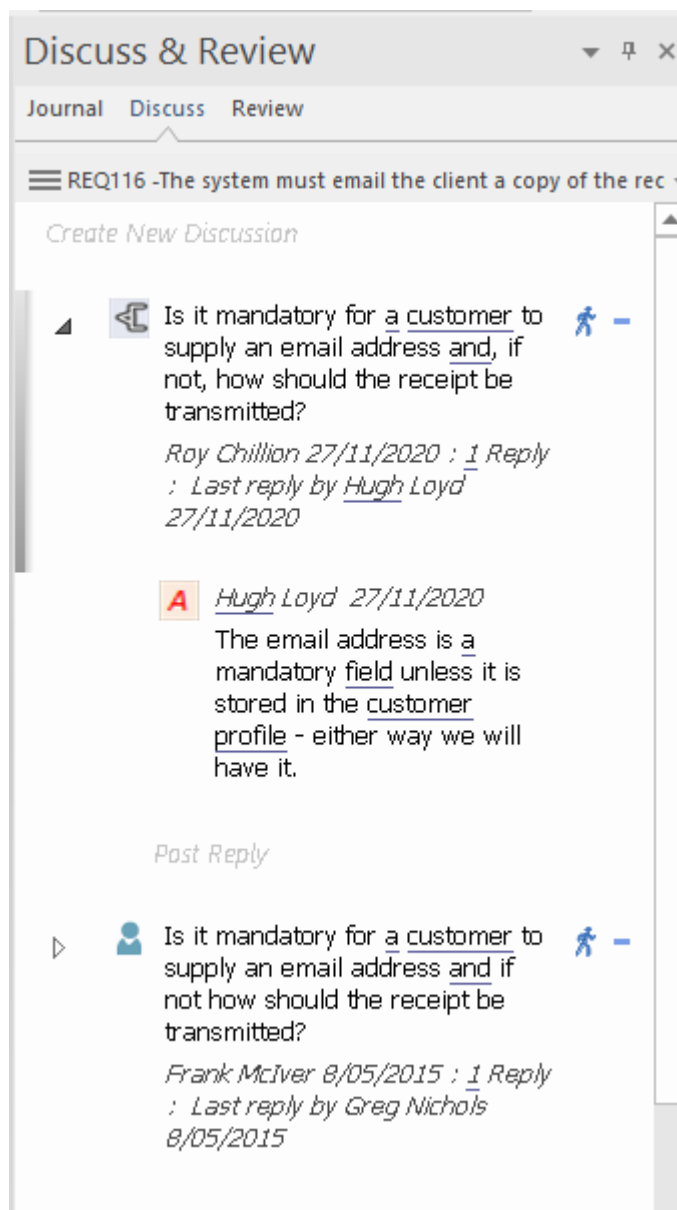 Discuss & Review
Journal Discuss Review
REQ116 -The system must email the client a copy of the rec
Create New Discussion
Is it mandatory for a customer to
supply an email address and, if
not, how should the receipt be
transmitted?
Roy Chillion 27/11/2020 : 1 Reply
: Last reply by Hugh Loyd
27/11/2020
A Hugh Loyd 27/11/2020
The email address is a
mandatory field unless it is
stored in the customer
profile - either way we will
have it.
Post Reply
Is it mandatory for a customer to
supply an email address and if
not how should the receipt be
transmitted?
Frank McIver 8/05/2015 : 1 Reply
: Last reply by Greg Nichols
8/05/2015